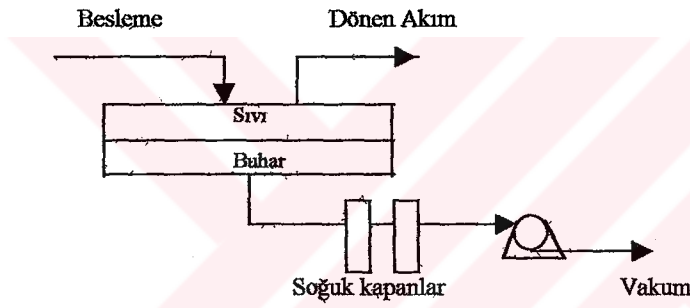 Besleme
Dönen Akım
Sıvı
Buhar
Soğuk kapanlar
Vakum